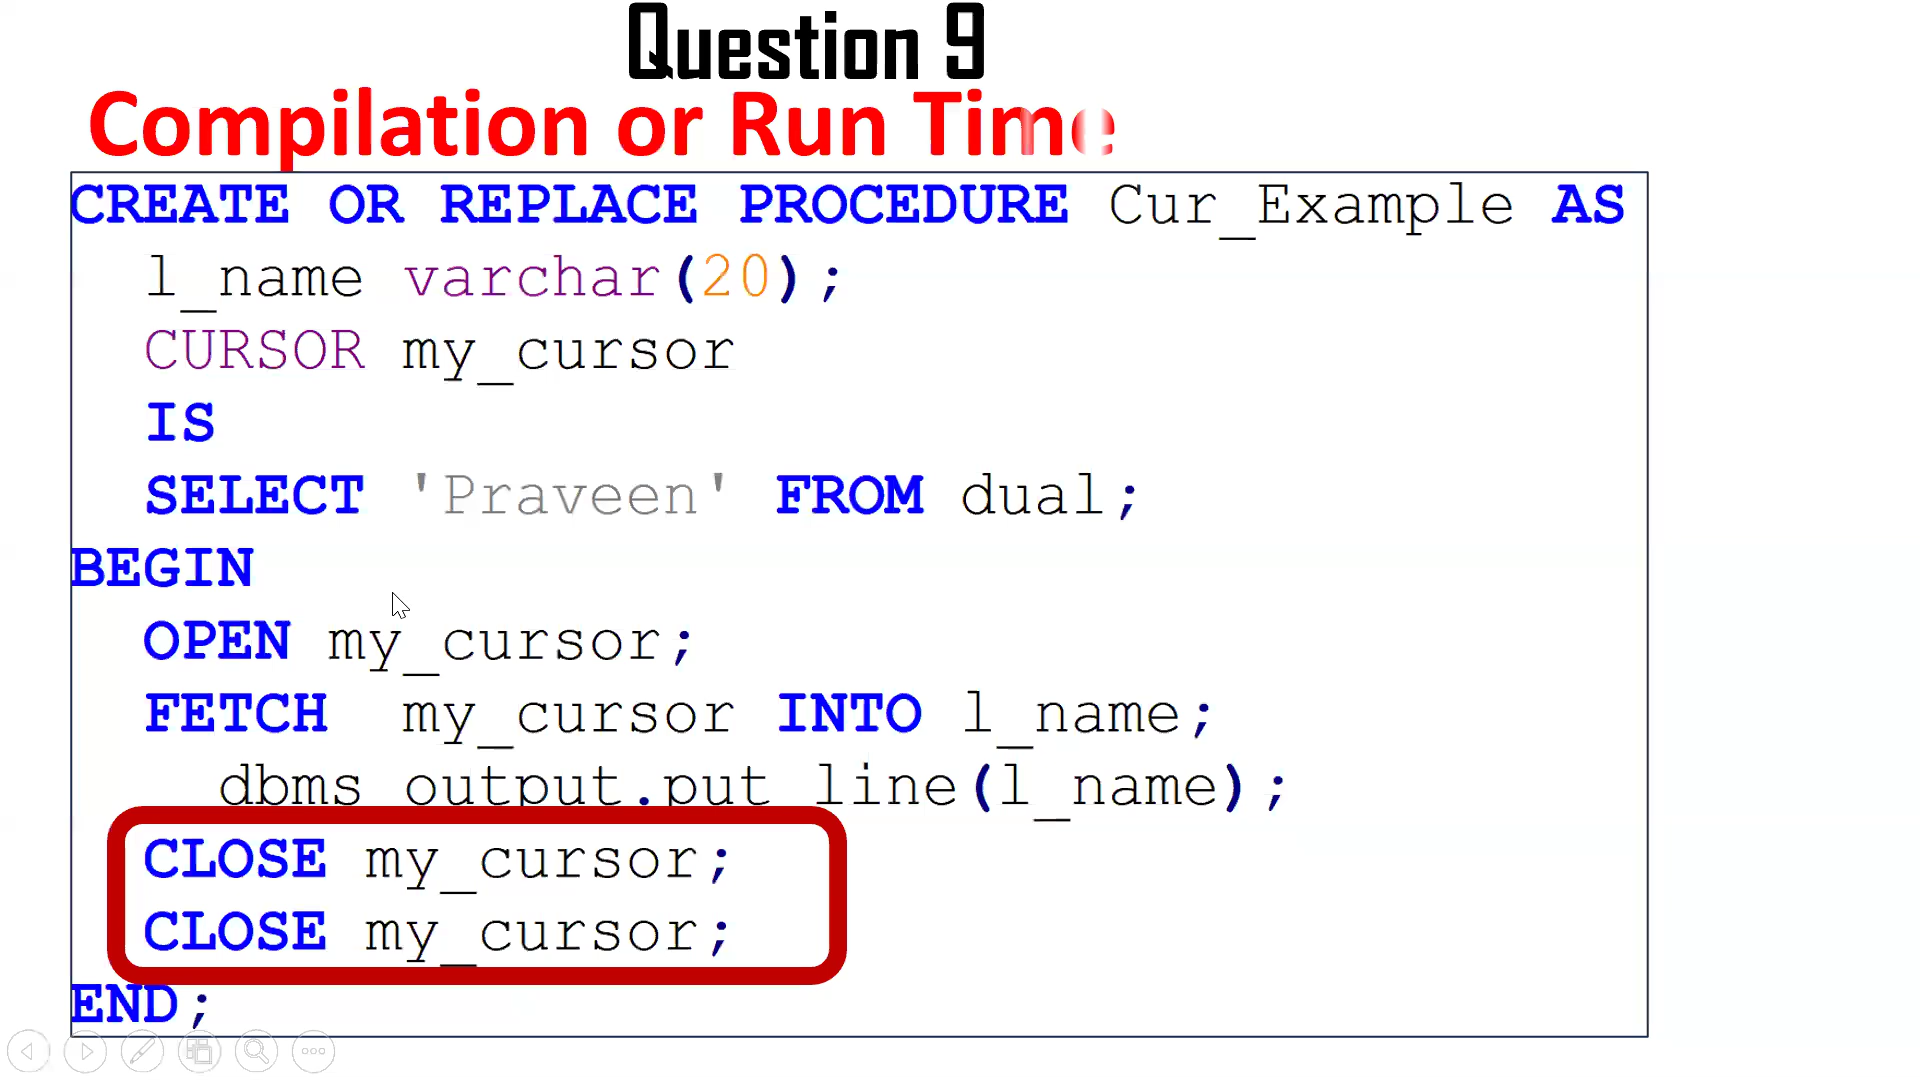 Question 9
Compilation or Run Time
CREATE OR REPLACE PROCEDURE Cur_Example AS
l_name varchar(20);
CURSOR my_cursor
IS
SELECT 'Praveen' FROM dual;
BEGIN
OPEN my_cursor;
FETCH my_cursor INTO l_name;
dbms_output.put_line(l_name);
CLOSE my_cursor;
CLOSE my_cursor;
END;